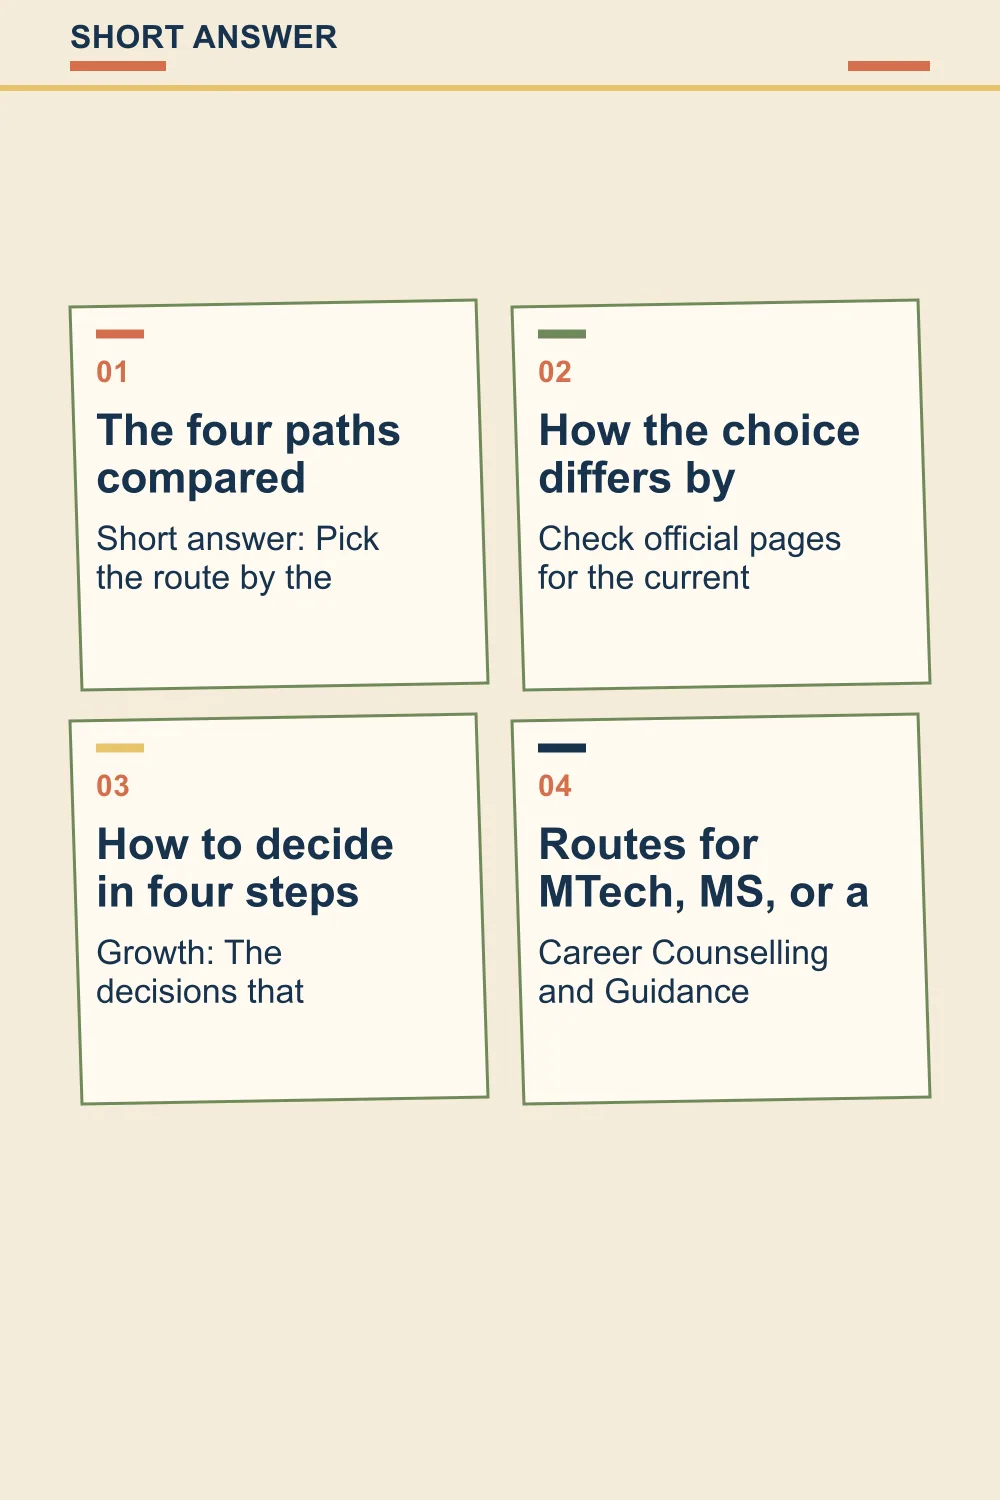 SHORT ANSWER
01
The four paths
compared
Short answer: Pick
the route by the
02
How the choice
differs by
Check official pages
for the current
03
How to decide
in four steps
Growth: The
decisions that
04
Routes for
MTech, MS, or a
Career Counselling
and Guidance